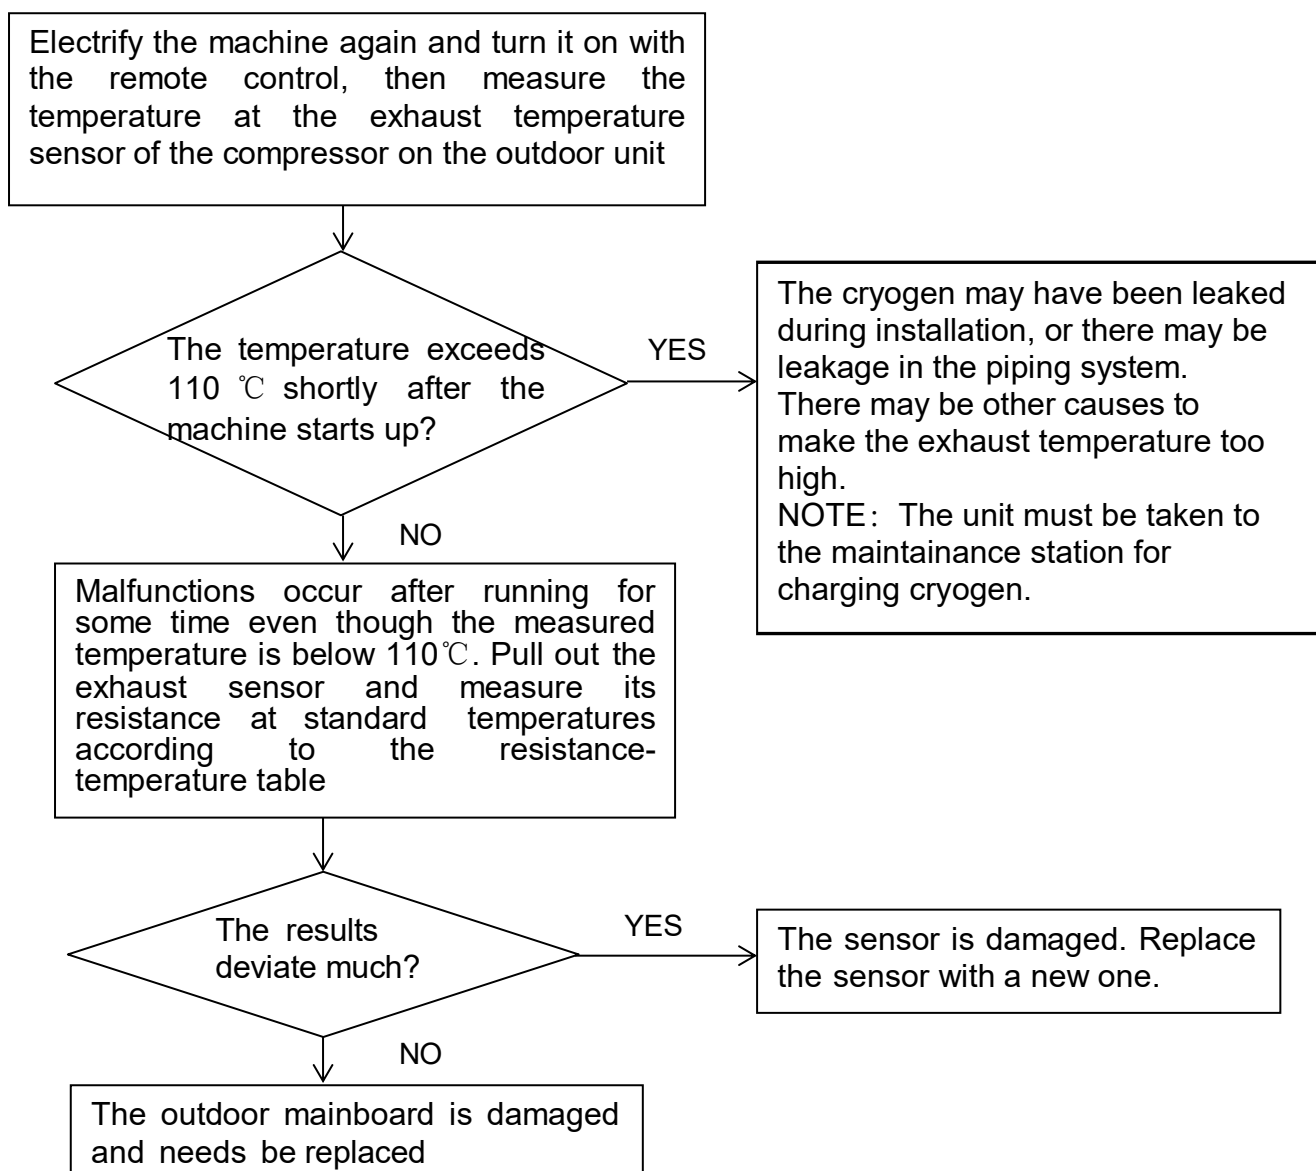 Electrify the machine again and turn it on with
the remote control, then measure the
temperature at the exhaust temperature
sensor of the compressor on the outdoor unit
The temperature exceeds
110 ℃ shortly after the
machine starts up?
YES
The cryogen may have been leaked
during installation, or there may be
leakage in the piping system.
There may be other causes to
make the exhaust temperature too
high.
NOTE： The unit must be taken to
the maintainance station for
charging cryogen.
NO
Malfunctions occur after running for
some time even though the measured
temperature is below 110℃. Pull out the
exhaust sensor and measure its
resistance at standard temperatures
according to the resistance-
temperature table
The results
deviate much?
YES
The sensor is damaged. Replace
the sensor with a new one.
NO
The outdoor mainboard is damaged
and needs be replaced